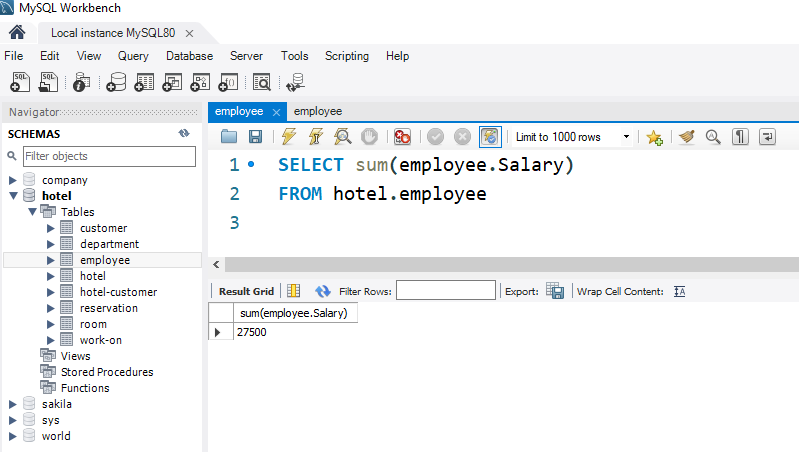 MySQL Workbench
Local instance MySQL80
File Edit View Query Database Server Tools Scripting Help
Navigator
SCHEMAS
Filter objects
company
hotel
Tables
customer
department
employee
hotel
hotel-customer
reservation
room
work-on
Views
Stored Procedures
Functions
sakila
sys
world
employee employee
Limit to 1000 rows
1 SELECT sum(employee.Salary)
2 FROM hotel.employee
3
Result Grid Filter Rows: Export: Wrap Cell Content:
sum(employee.Salary)
27500